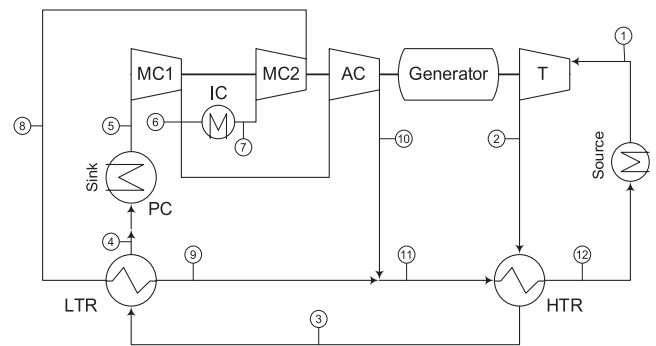 1
MC1
MC2
AC
Generator
T
IC
8
5
6
7
10
2
Source
Sink
PC
4
9
11
12
LTR
HTR
3